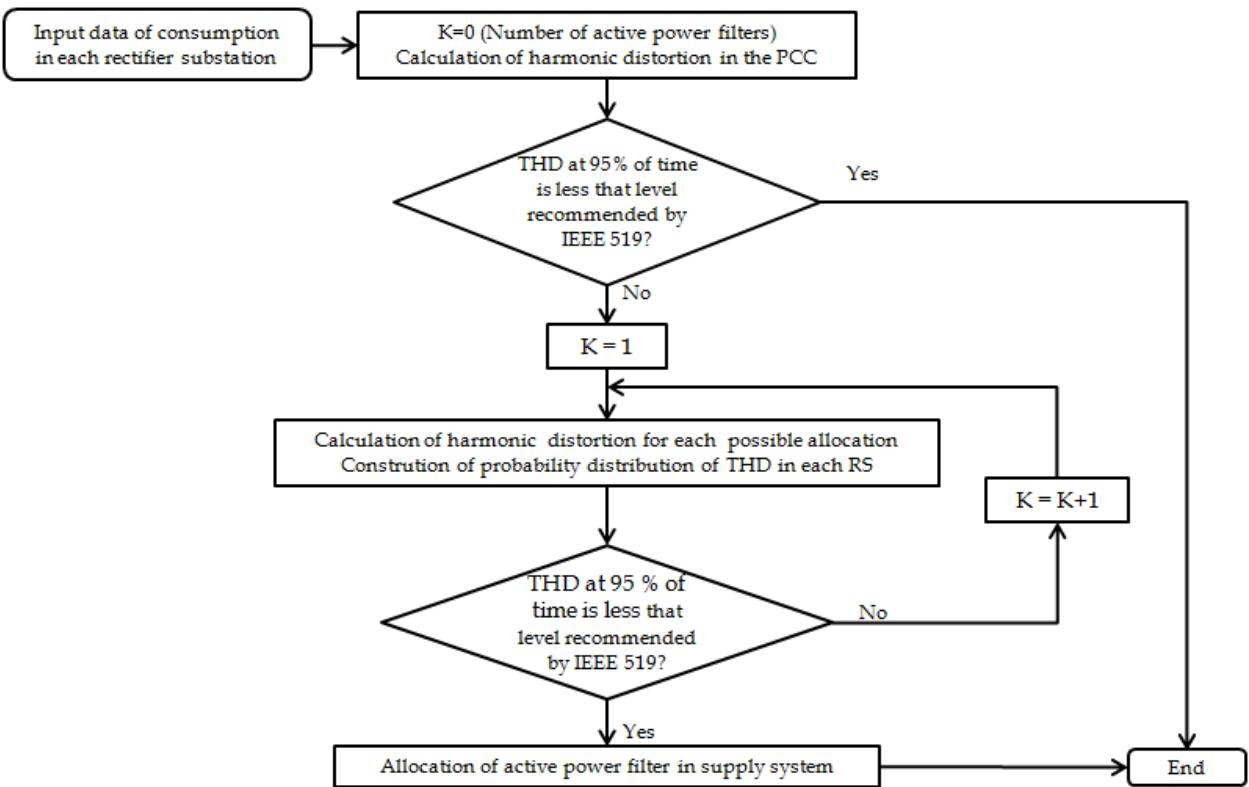 Input data of consumption
in each rectifier substation
K=0 (Number of active power filters)
Calculation of harmonic distortion in the PCC
THD at 95% of time
is less that level
recommended by
IEEE 519?
Yes
No
K = 1
Calculation of harmonic distortion for each possible allocation
Constrution of probability distribution of THD in each RS
K = K+1
THD at 95 % of
time is less that
level recommended
by IEEE 519?
No
Yes
Allocation of active power filter in supply system
End